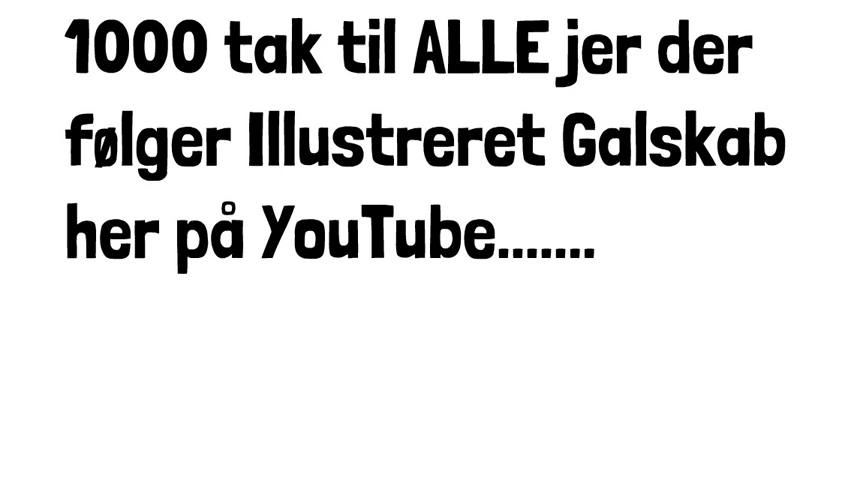 1000 tak til ALLE jer der
følger Illustreret Galskab
her på YouTube.......